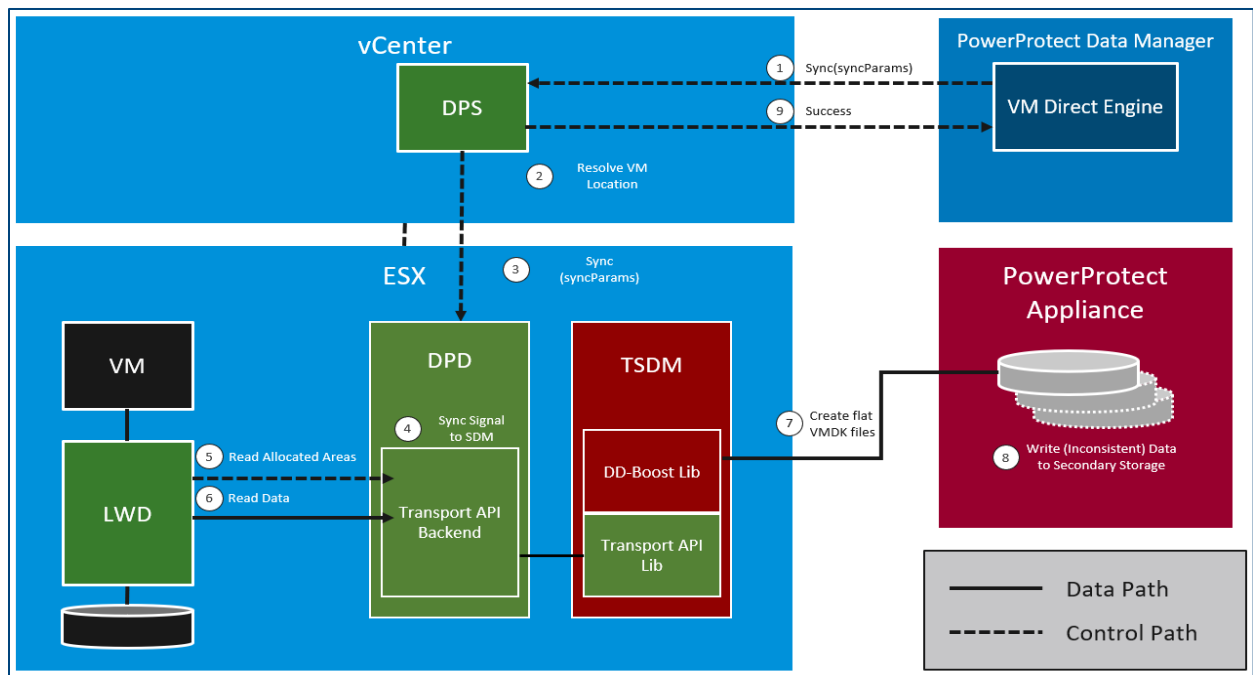 vCenter
DPS
1
Sync(syncParams)
9
Success
PowerProtect Data Manager
VM Direct Engine
2
Resolve VM
Location
ESX
3
Sync
(syncParams)
VM
LWD
5
Read Allocated Areas
6
Read Data
DPD
4
Sync Signal
to SDM
Transport API
Backend
TSDM
DD-Boost Lib
Transport API
Lib
7
Create flat
VMDK files
PowerProtect
Appliance
8
Write (Inconsistent) Data
to Secondary Storage
Data Path
Control Path